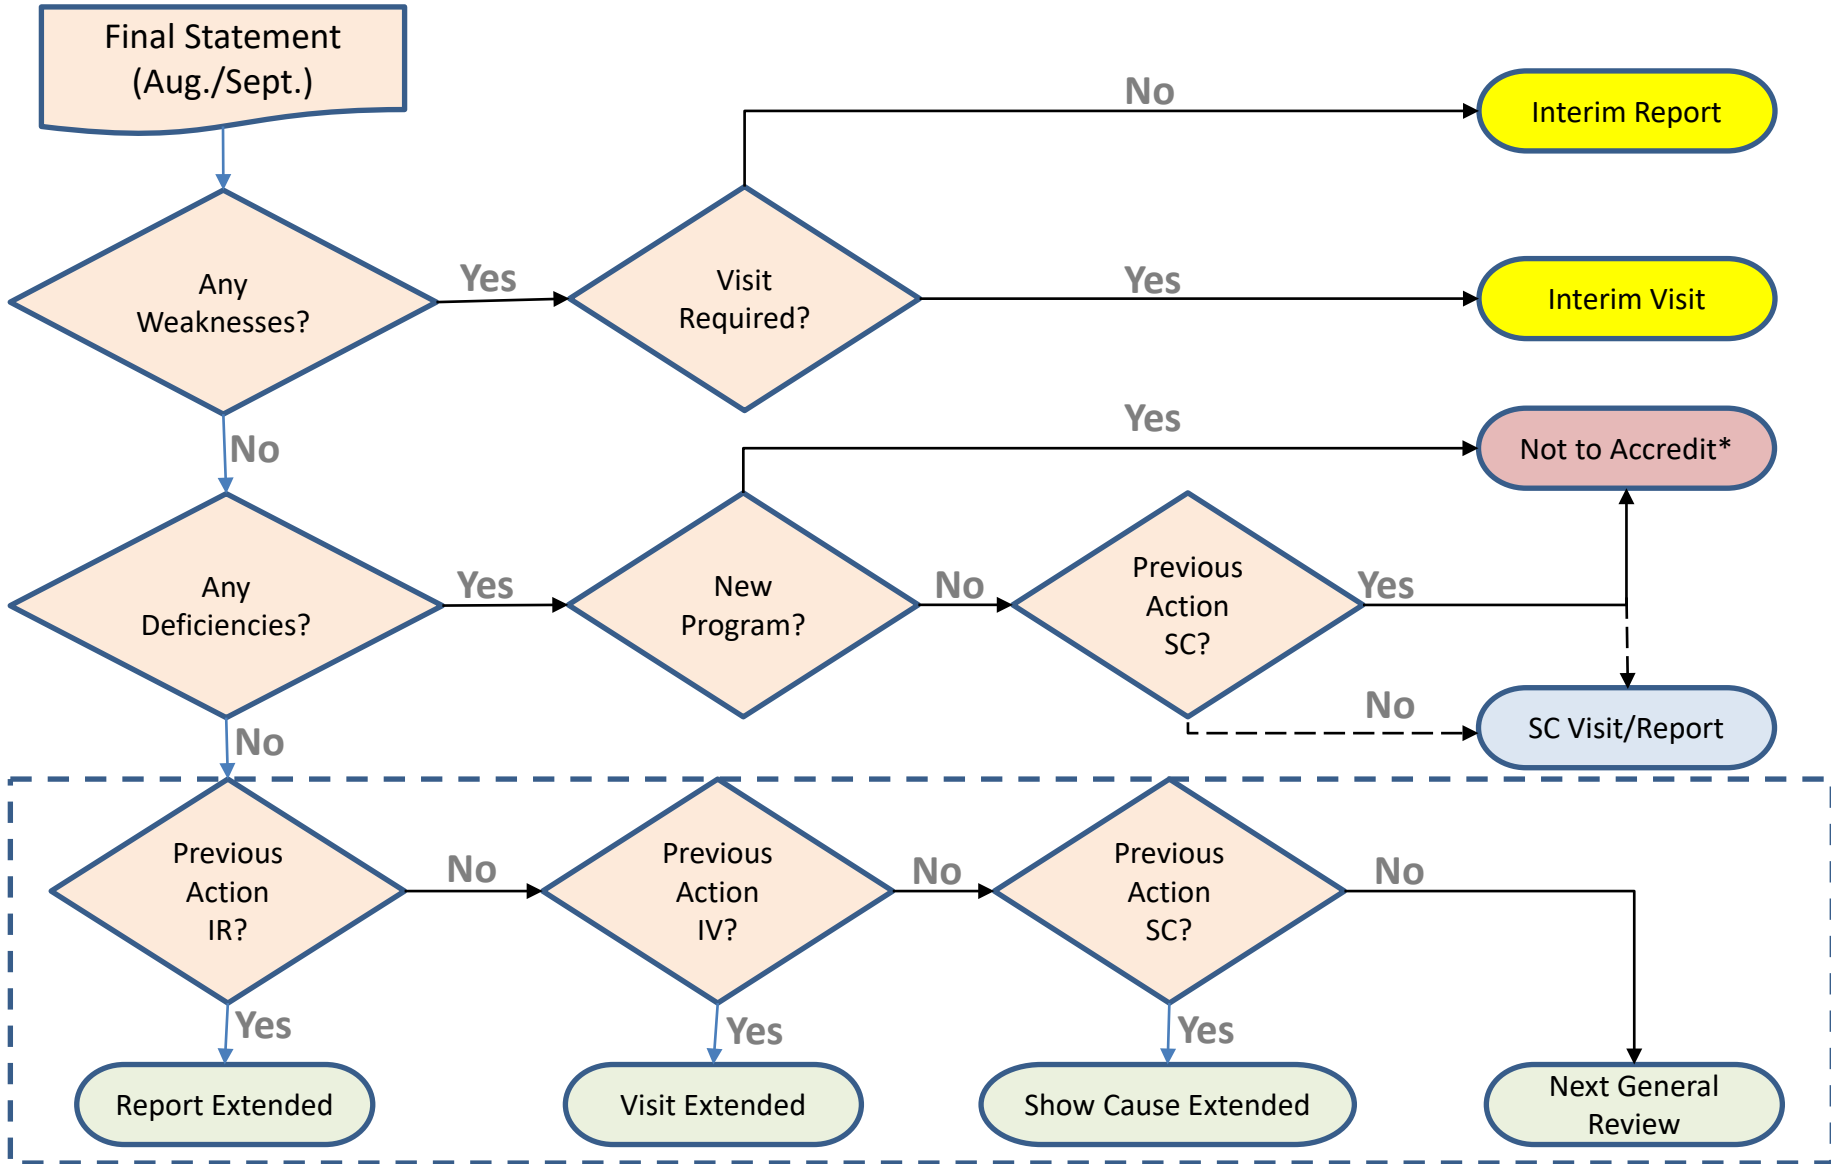 Final Statement
(Aug./Sept.)
No
Interim Report
Any
Weaknesses?
Yes
Visit
Required?
Yes
Interim Visit
No
Yes
Not to Accredit*
Any
Deficiencies?
Yes
New
Program?
No
Previous
Action
SC?
Yes
No
SC Visit/Report
No
Previous
Action
IR?
No
Previous
Action
IV?
No
Previous
Action
SC?
No
Yes
Yes
Yes
Report Extended
Visit Extended
Show Cause Extended
Next General
Review